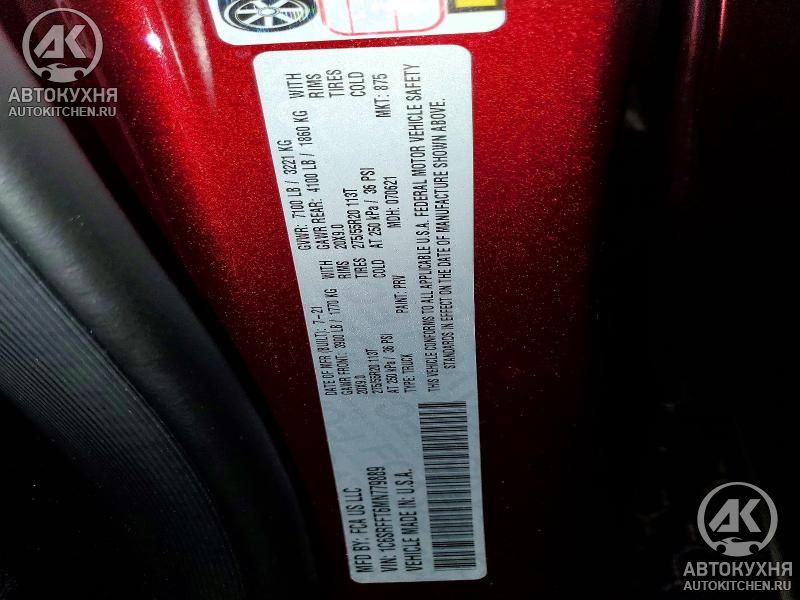 АВТОКУХНЯ
AUTOKITCHEN.RU
MFD BY: FCA US LLC
DATE OF MFR (BUILT): 7-21
GVWR: 7100 LB / 3221 KG
GAWR FRONT: 3900 LB / 1770 KG WITH
GAWR REAR: 4100 LB / 1860 KG WITH
20X9.0 RIMS
20X9.0 RIMS
275/55R20 113T TIRES
275/55R20 113T TIRES
AT 250 kPa / 36 PSI COLD
AT 250 kPa / 36 PSI COLD
VIN: 1C6SRFFT6MN779889
TYPE: TRUCK
PAINT: PRV
MDH: 070621
MKT: 875
VEHICLE MADE IN: U.S.A.
THIS VEHICLE CONFORMS TO ALL APPLICABLE U.S.A. FEDERAL MOTOR VEHICLE SAFETY
STANDARDS IN EFFECT ON THE DATE OF MANUFACTURE SHOWN ABOVE.
АВТОКУХНЯ
AUTOKITCHEN.RU